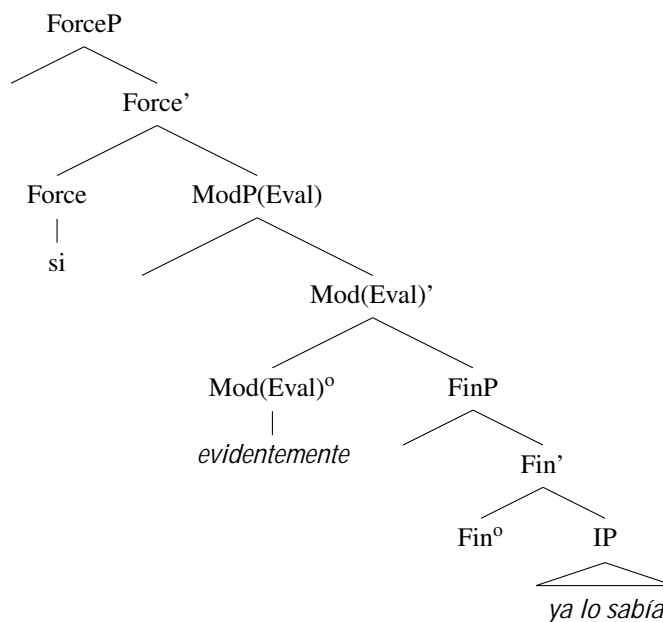 ForceP
Force’
Force ModP(Eval)
si
Mod(Eval)’
Mod(Eval)º FinP
evidentemente
Fin’
Finº IP
ya lo sabía